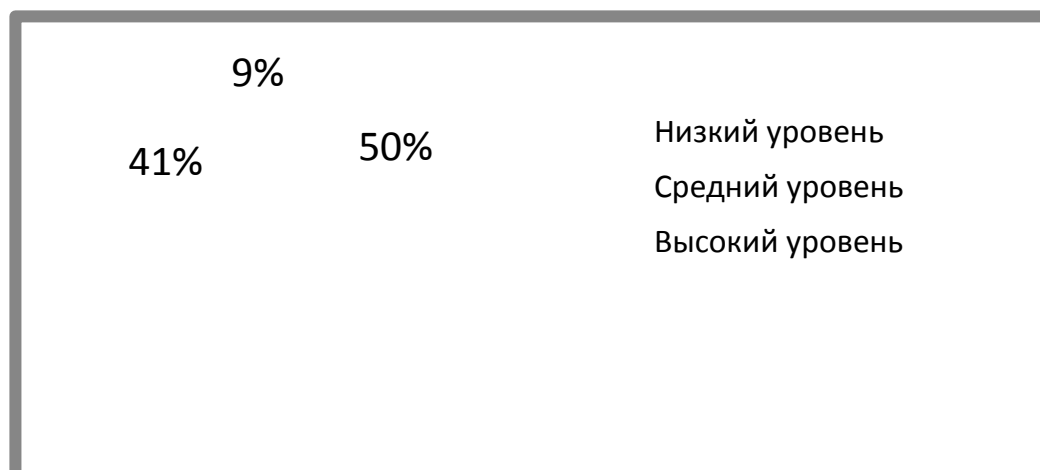 9%
41%
50%
Низкий уровень
Средний уровень
Высокий уровень